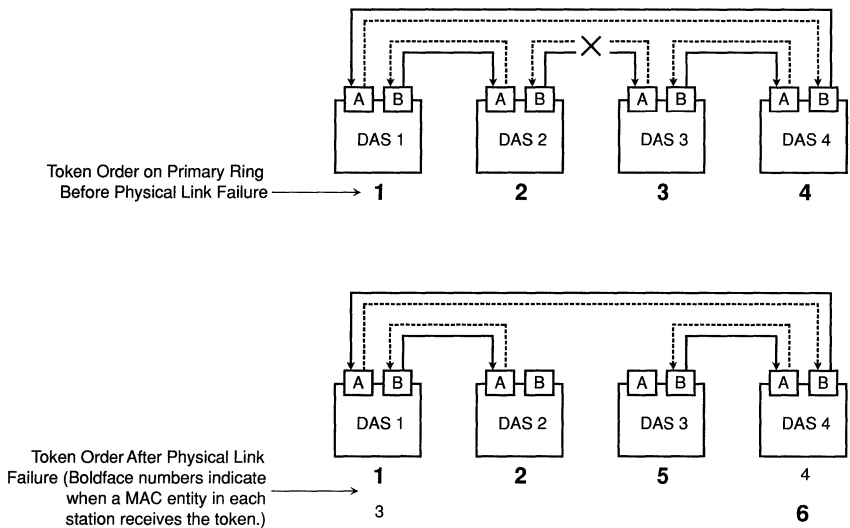 A B A B A B A B
DAS 1 DAS 2 DAS 3 DAS 4
Token Order on Primary Ring
Before Physical Link Failure
1 2 3 4
A B A B A B A B
DAS 1 DAS 2 DAS 3 DAS 4
Token Order After Physical Link
Failure (Boldface numbers indicate
when a MAC entity in each
station receives the token.)
1 2 5 4
3 6